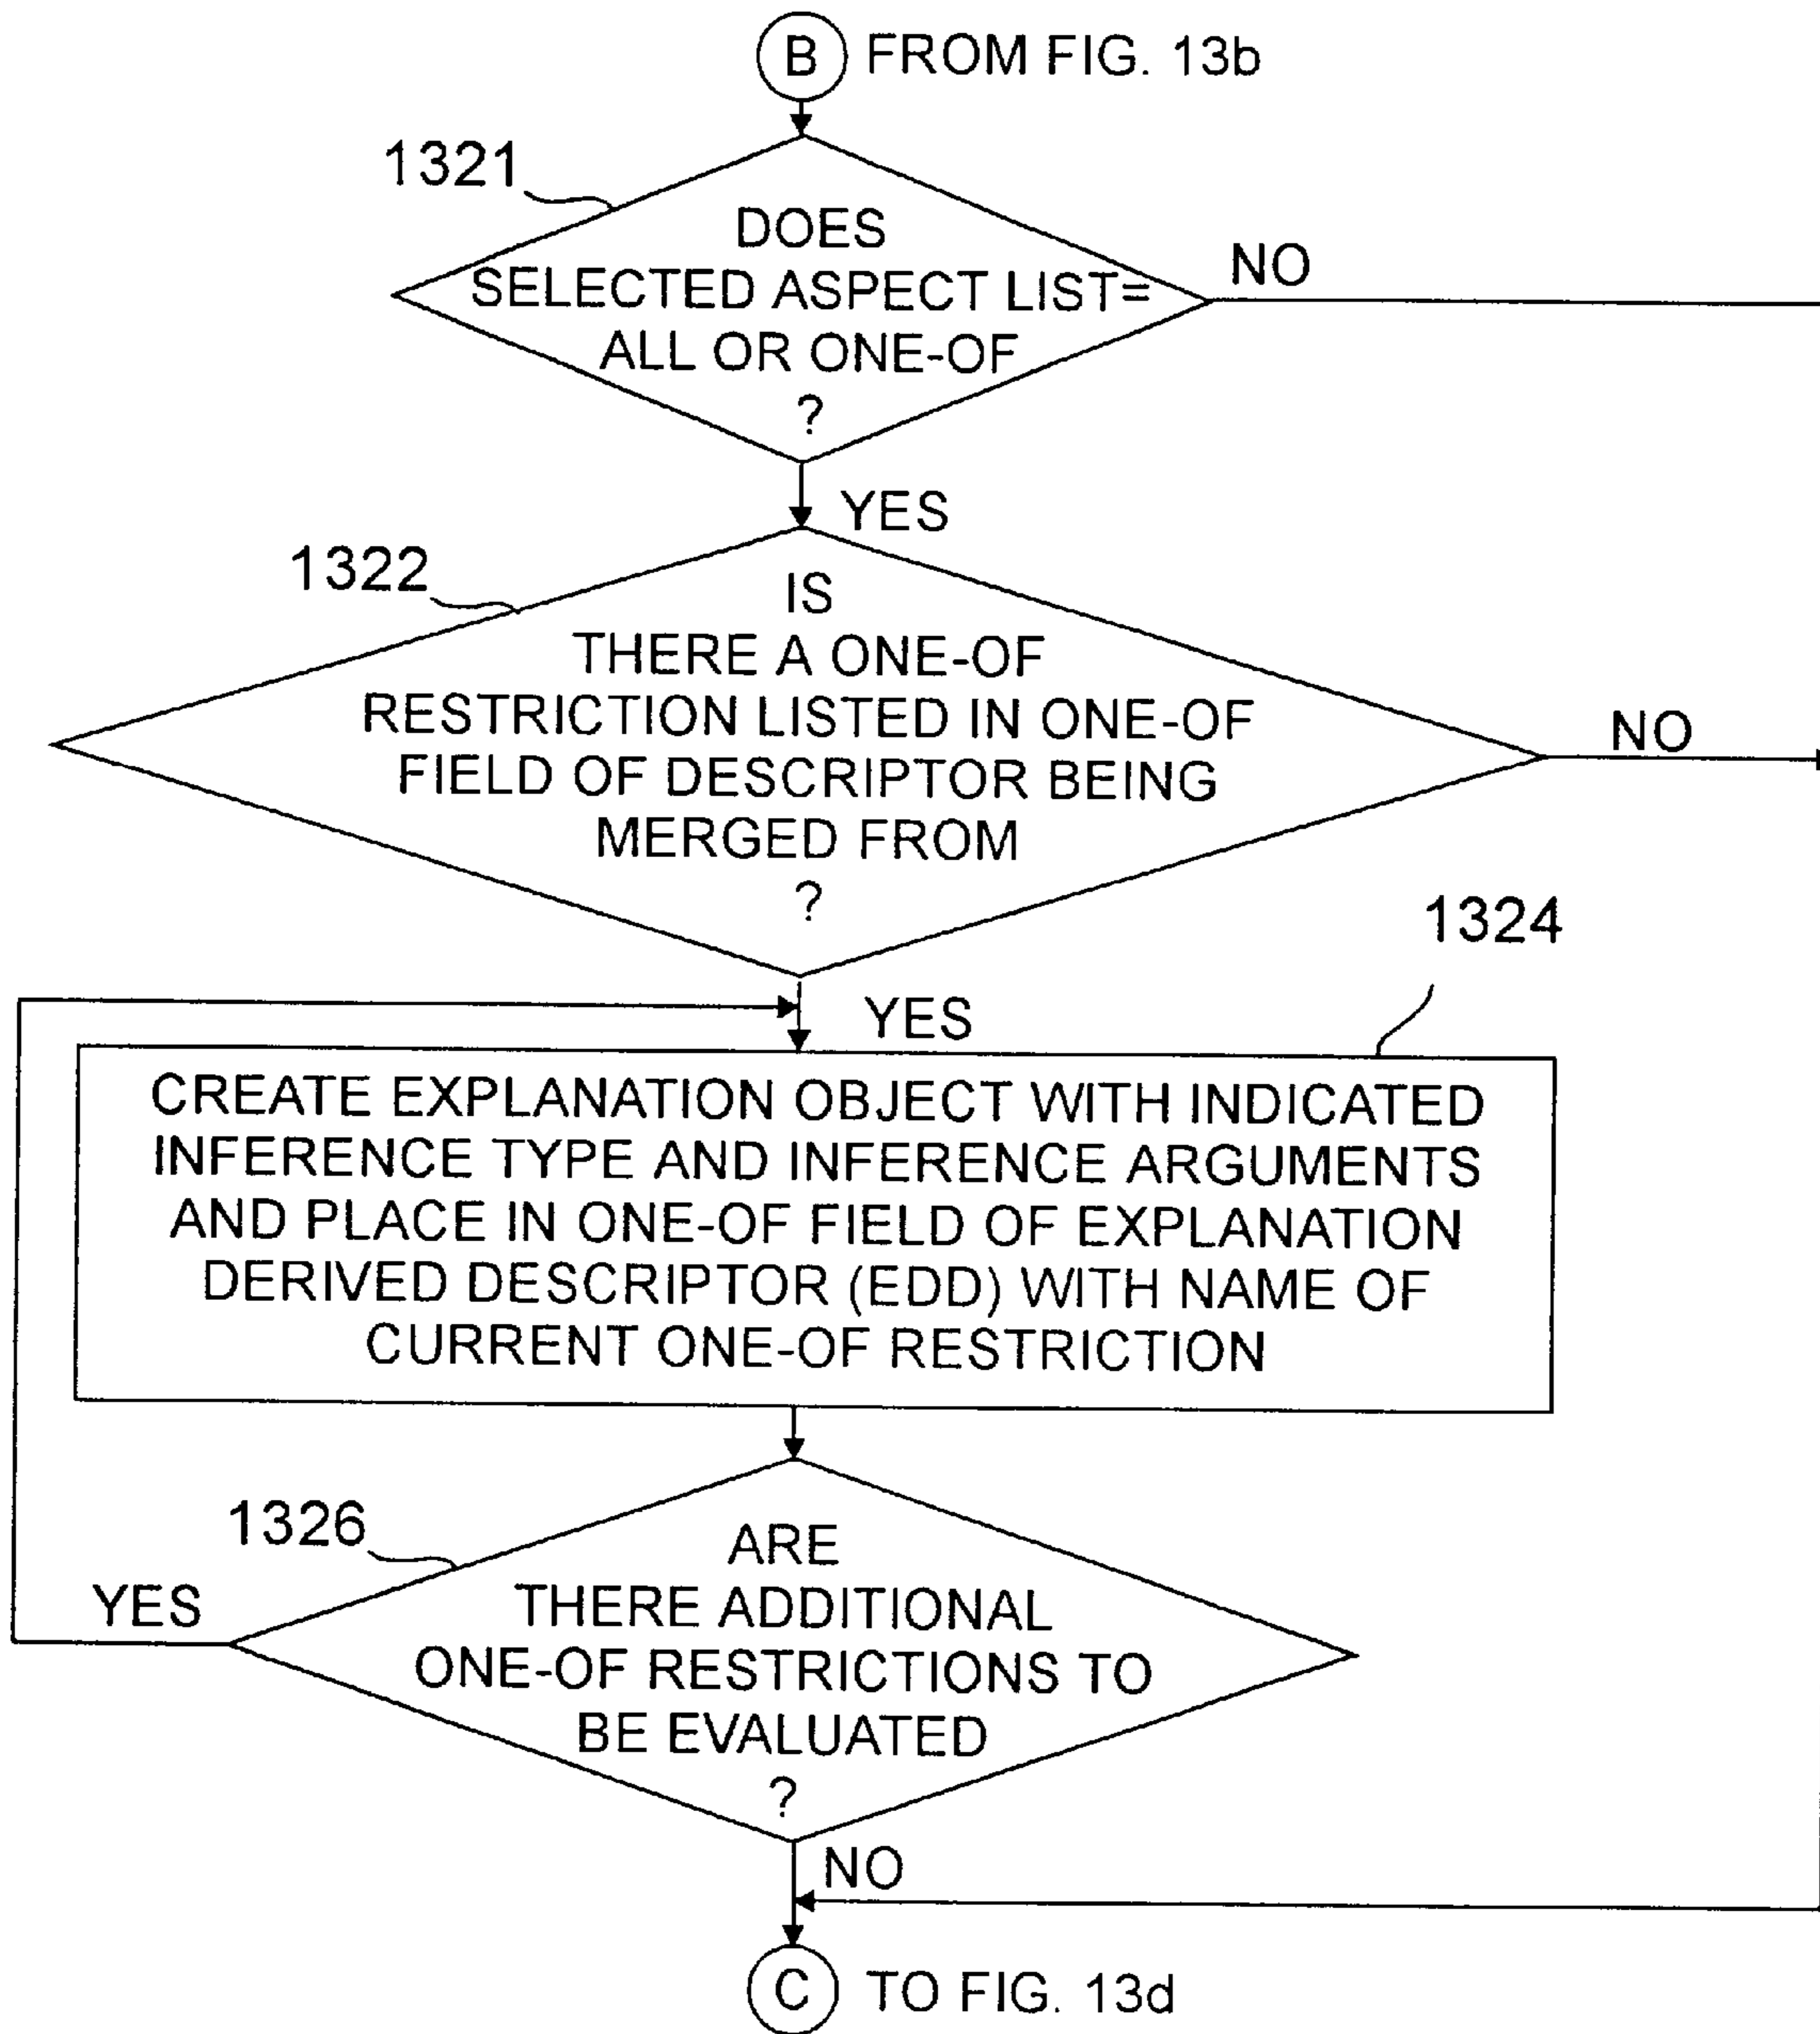 B FROM FIG. 13b
1321
DOES
SELECTED ASPECT LIST=
ALL OR ONE-OF
?
NO
YES
1322
IS
THERE A ONE-OF
RESTRICTION LISTED IN ONE-OF
FIELD OF DESCRIPTOR BEING
MERGED FROM
?
NO
1324
YES
CREATE EXPLANATION OBJECT WITH INDICATED
INFERENCE TYPE AND INFERENCE ARGUMENTS
AND PLACE IN ONE-OF FIELD OF EXPLANATION
DERIVED DESCRIPTOR (EDD) WITH NAME OF
CURRENT ONE-OF RESTRICTION
1326
ARE
THERE ADDITIONAL
ONE-OF RESTRICTIONS TO
BE EVALUATED
?
YES
NO
C TO FIG. 13d